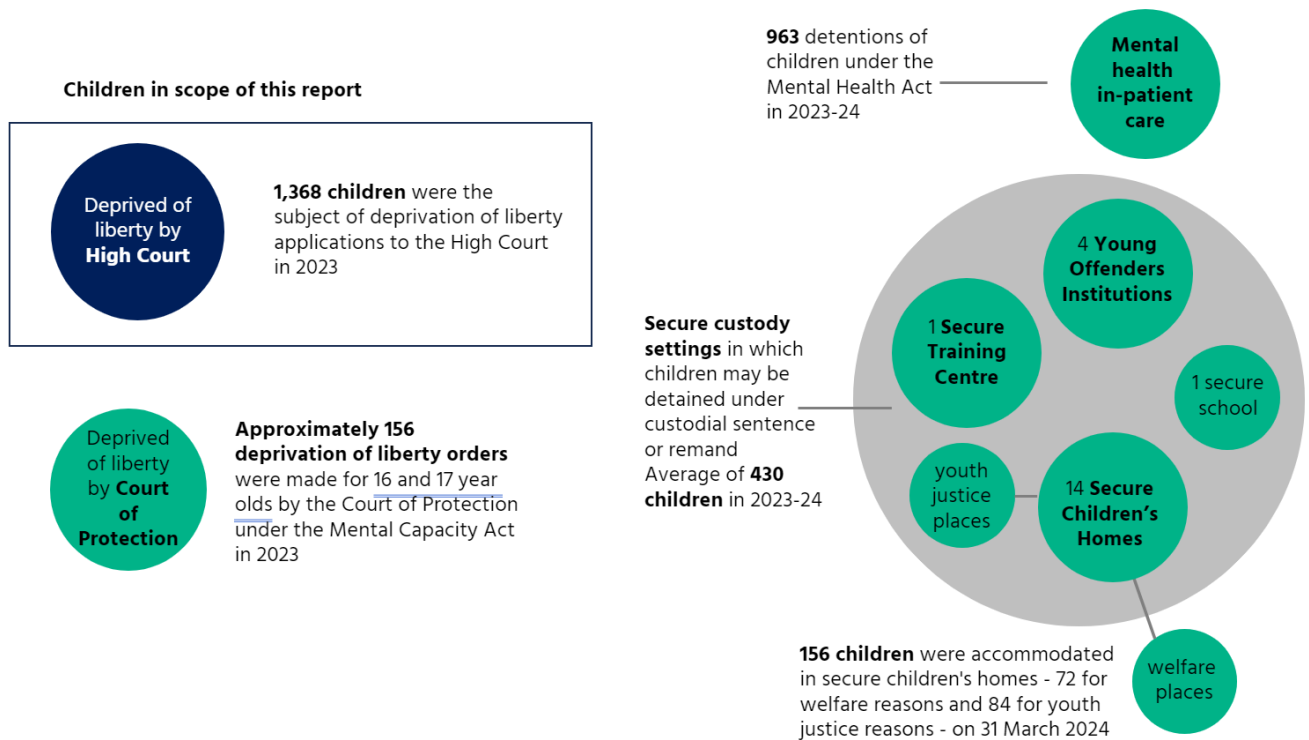 Children in scope of this report
Deprived of
liberty by
High Court
1,368 children were the
subject of deprivation of liberty
applications to the High Court
in 2023
Deprived
of liberty
by Court
of
Protection
Approximately 156
deprivation of liberty orders
were made for 16 and 17 year
olds by the Court of Protection
under the Mental Capacity Act
in 2023
963 detentions of
children under the
Mental Health Act
in 2023-24
Mental
health
in-patient
care
Secure custody
settings in which
children may be
detained under
custodial sentence
or remand
Average of 430
children in 2023-24
4 Young
Offenders
Institutions
1 Secure
Training
Centre
1 secure
school
youth
justice
places
14 Secure
Children’s
Homes
156 children were accommodated
in secure children's homes - 72 for
welfare reasons and 84 for youth
justice reasons - on 31 March 2024
welfare
places